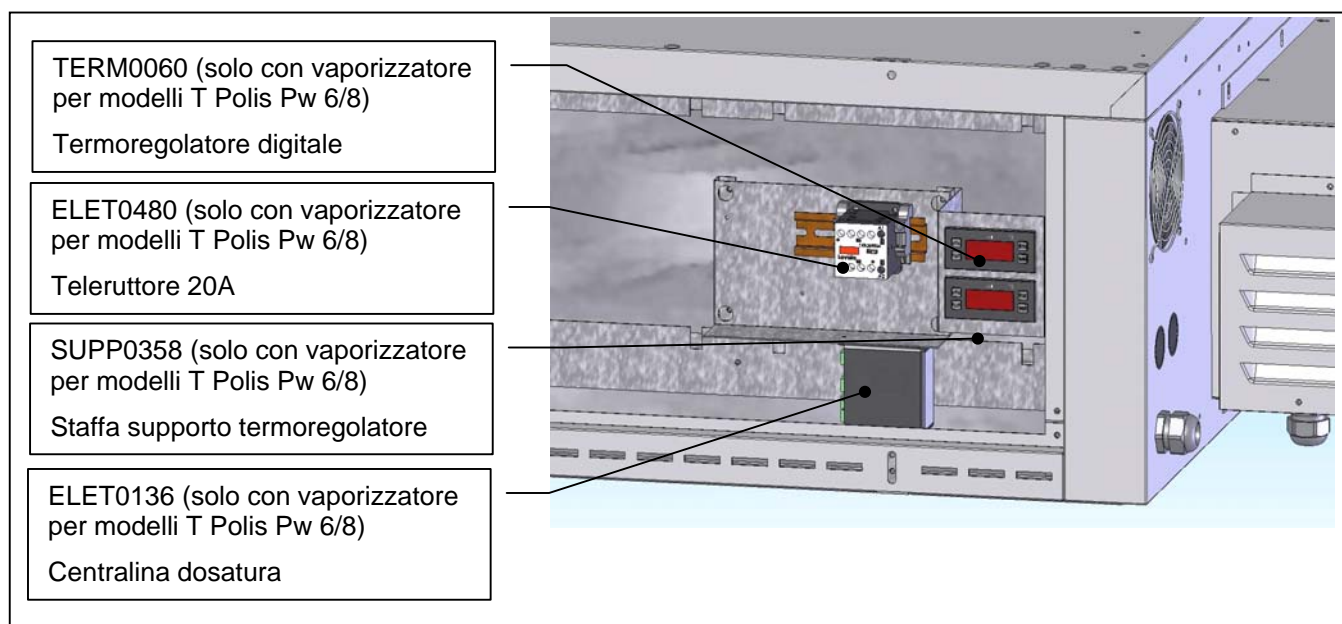 TERM0060 (solo con vaporizzatore
per modelli T Polis Pw 6/8)
Termoregolatore digitale
ELET0480 (solo con vaporizzatore
per modelli T Polis Pw 6/8)
Teleruttore 20A
SUPP0358 (solo con vaporizzatore
per modelli T Polis Pw 6/8)
Staffa supporto termoregolatore
ELET0136 (solo con vaporizzatore
per modelli T Polis Pw 6/8)
Centralina dosatura